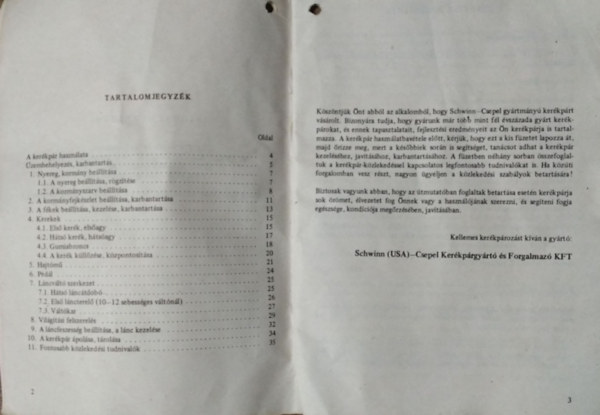 TARTALOMJEGYZÉK
Oldal
A kerékpár használata 4
Üzembehelyezés, karbantartás 5
1. Nyereg, kormány beállítása 7
1.1. A nyereg beállítása, rögzítése 7
1.2. A kormányszár beállítása 8
2. A kormányfejkészlet beállítása, karbantartása 11
3. A fékek beállítása, kezelése, karbantartása 13
4. Kerekek 15
4.1. Első kerék, elsőagy 15
4.2. Hátsó kerék, hátsóagy 17
4.3. Gumiabroncs 18
4.4. A kerék küllőzése, központosítása 20
5. Hajtómű 21
6. Pedál 24
7. Láncváltó szerkezet 25
7.1. Hátsó láncváltóból 25
7.2. Első lánctereló (10–12 sebességes váltónál) 27
7.3. Váltókar 27
8. Világítás felszerelés 29
9. A láncfeszesség beállítása, a lánc kezelése 32
10. A kerékpár ápolása, tárolása 34
11. Fontosabb közlekedési tudnivalók 35
2
Köszöntjük Önt abból az alkalomból, hogy Schwinn–Csepel gyártmányú kerékpárt
vásárolt. Bizonyára tudja, hogy gyárunk már több mint fél évszázada gyárt kerék-
párokat, és ennek tapasztalatait, fejlesztési eredményeit az Ön kerékpárja is tartal-
mazza. A kerékpár használatbavétele előtt, kérjük, hogy ezt a kis füzetet lapozza át,
majd őrizze meg, mert a későbbiek során is segítséget, tanácsot adhat a kerékpár
kezeléséhez, javításához, karbantartásához. A füzetben néhány sorban összefoglal-
tuk a kerékpár közlekedéssel kapcsolatos legfontosabb tudnivalókat is. Ha közúti
forgalomban vesz részt, nagyon ügyeljen a közlekedési szabályok betartására!
Biztosak vagyunk abban, hogy az útmutatóban foglaltak betartása esetén kerékpárja
sok örömet, élvezetet fog Önnek vagy a használójának szerezni, és segíteni fogja
egészsége, kondíciója megőrzésében, javításában.
Kellemes kerékpározást kíván a gyártó:
Schwinn (USA)–Csepel Kerékpárgyártó és Forgalmazó KFT
3